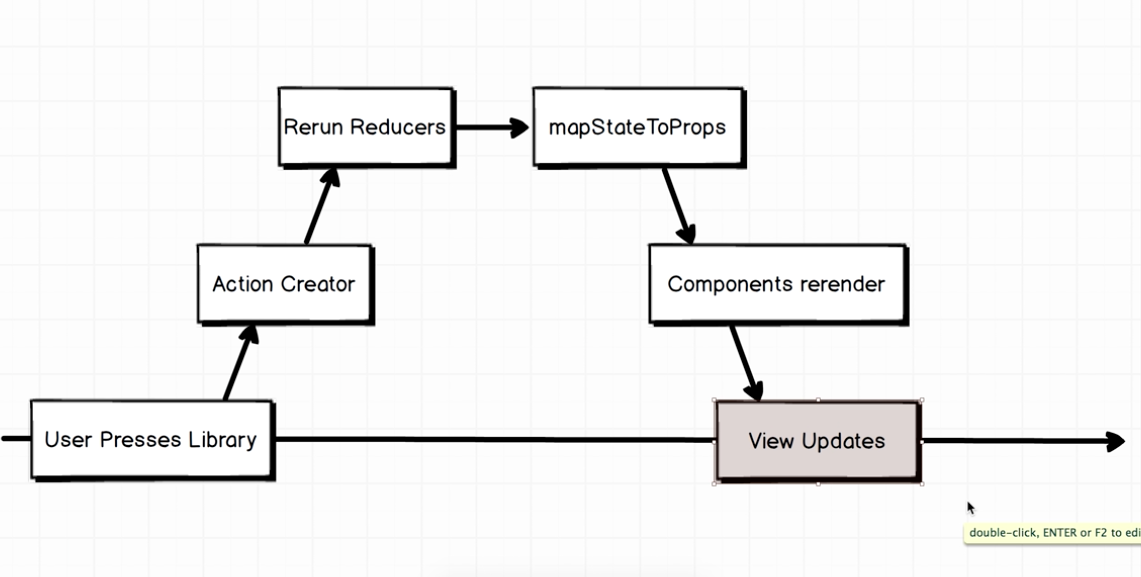 Rerun Reducers
mapStateToProps
Action Creator
Components rerender
User Presses Library
View Updates
double-click, ENTER or F2 to edi